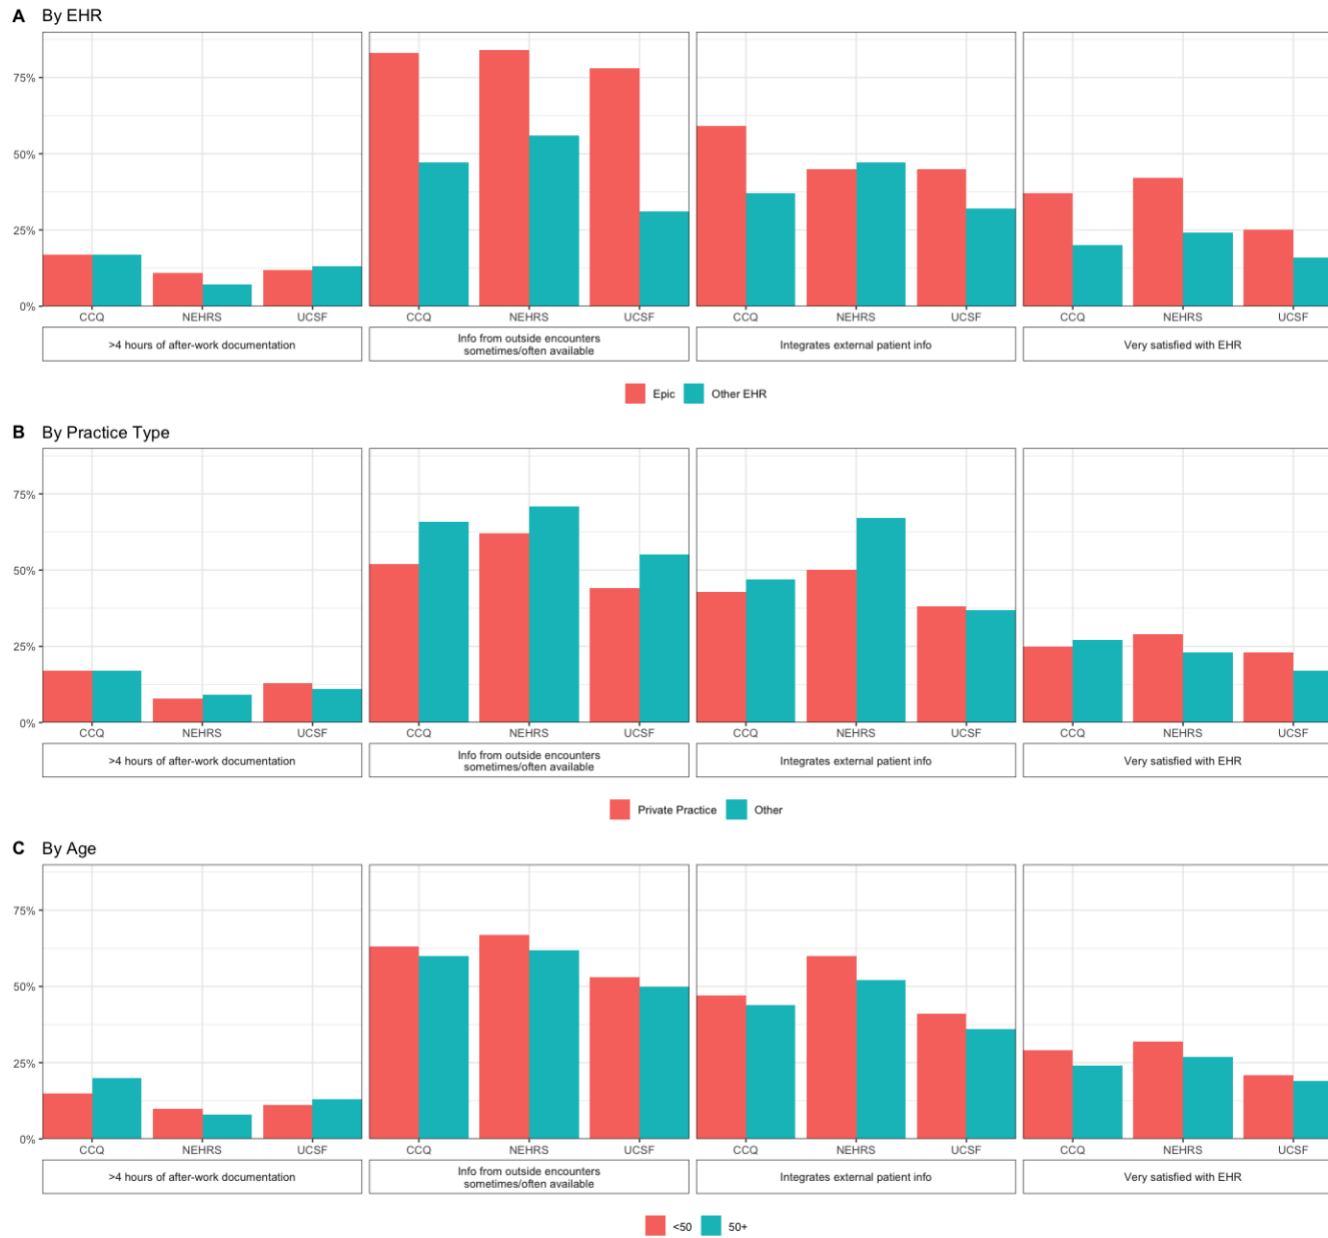 A By EHR
75%
50%
25%
0%
CCQ NEHRS UCSF CCQ NEHRS UCSF CCQ NEHRS UCSF CCQ NEHRS UCSF
>4 hours of after-work documentation
Info from outside encounters
sometimes/often available
Integrates external patient info
Very satisfied with EHR
Epic Other EHR
B By Practice Type
75%
50%
25%
0%
CCQ NEHRS UCSF CCQ NEHRS UCSF CCQ NEHRS UCSF CCQ NEHRS UCSF
>4 hours of after-work documentation
Info from outside encounters
sometimes/often available
Integrates external patient info
Very satisfied with EHR
Private Practice Other
C By Age
75%
50%
25%
0%
CCQ NEHRS UCSF CCQ NEHRS UCSF CCQ NEHRS UCSF CCQ NEHRS UCSF
>4 hours of after-work documentation
Info from outside encounters
sometimes/often available
Integrates external patient info
Very satisfied with EHR
<50 50+